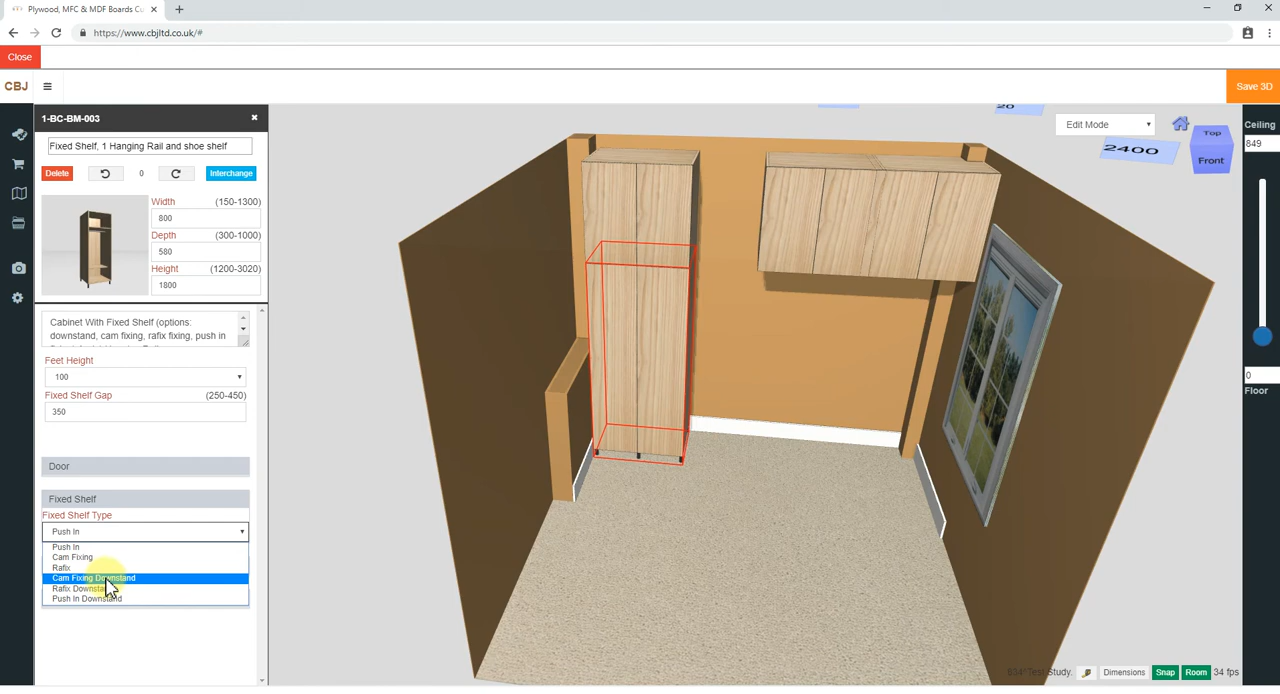 Plywood, MFC & MDF Boards Cu
https://www.cbjltd.co.uk/#
Close
CBJ
Save 3D
1-BC-BM-003
Fixed Shelf, 1 Hanging Rail and shoe shelf
Delete
0
Interchange
Width (150-1300)
800
Depth (300-1000)
580
Height (1200-3020)
1800
Cabinet With Fixed Shelf (options:
downstand, cam fixing, rafix fixing, push in
Feet Height
100
Fixed Shelf Gap (250-450)
350
Door
Fixed Shelf
Fixed Shelf Type
Push In
Push In
Cam Fixing
Rafix
Cam Fixing Downstand
Rafix Downstand
Push In Downstand
20
Edit Mode
2400
Top
Front
Ceiling
849
0
Floor
Test Study.
Dimensions
Snap
Room
34 fps